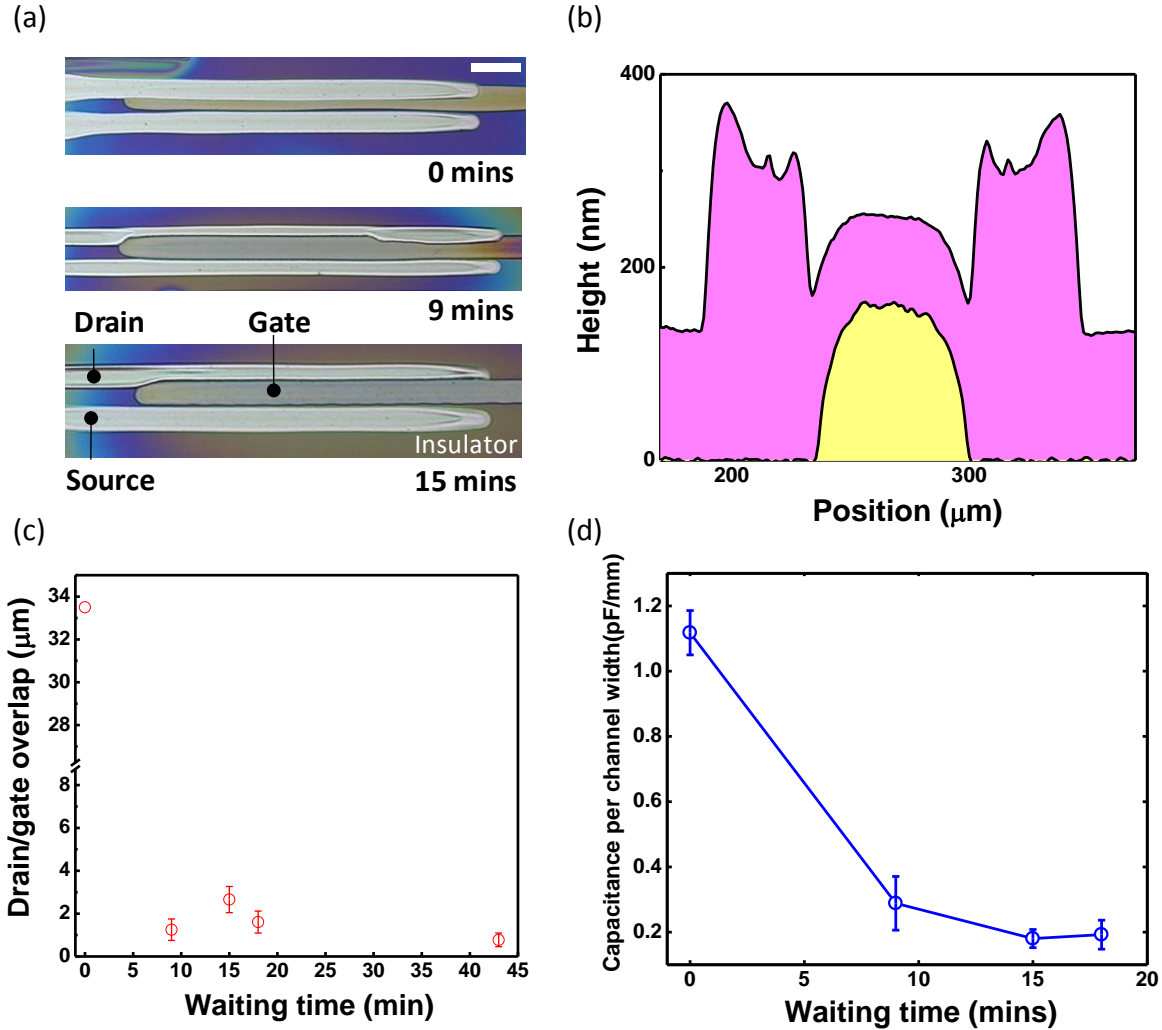 (a)
0 mins
9 mins
Drain
Gate
Insulator
Source
15 mins
(b)
400
200
0
Height (nm)
200
300
Position (μm)
(c)
34
33
32
8
6
4
2
0
Drain/gate overlap (μm)
0
5
10
15
20
25
30
35
40
45
Waiting time (min)
(d)
1.2
1.0
0.8
0.6
0.4
0.2
Capacitance per channel width(pF/mm)
0
5
10
15
20
Waiting time (mins)